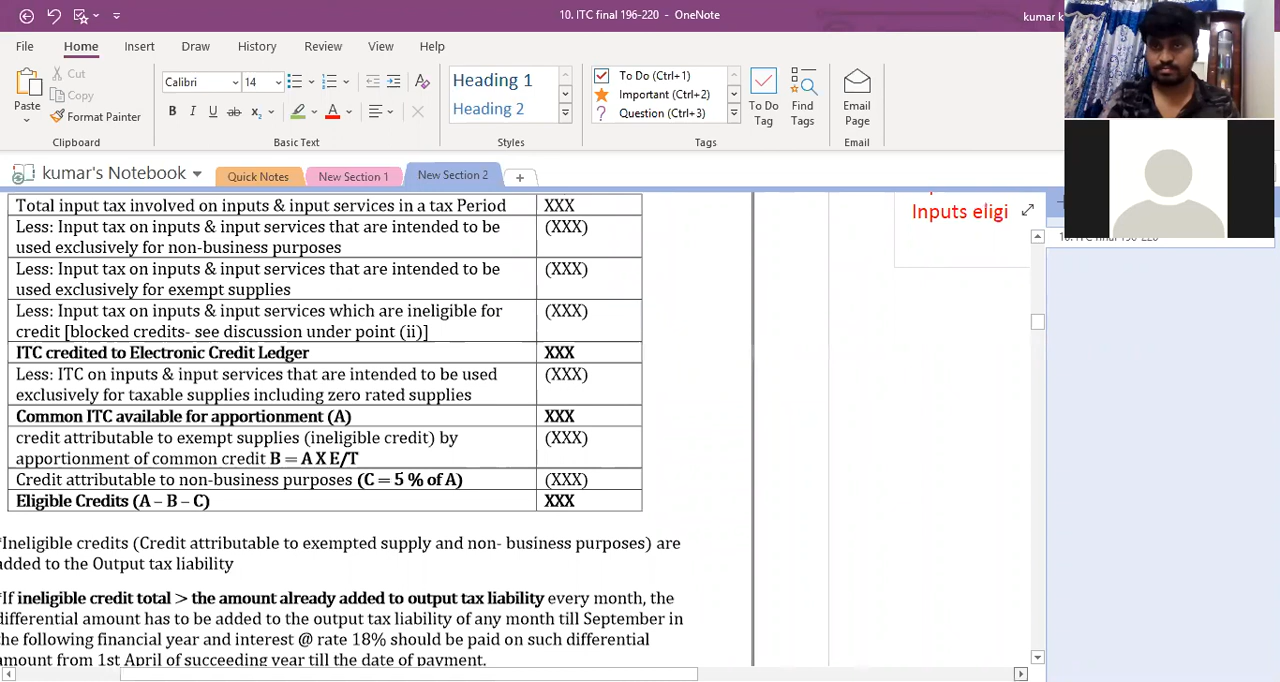 10. ITC final 196-220 - OneNote
kumar k
File Home Insert Draw History Review View Help
Paste
Cut
Copy
Format Painter
Clipboard
Calibri 14
B I U ab x₂ A
Basic Text
Heading 1
Heading 2
Styles
To Do (Ctrl+1)
Important (Ctrl+2)
? Question (Ctrl+3)
To Do Tag
Find Tags
Tags
Email Page
Email
kumar's Notebook
Quick Notes
New Section 1
New Section 2
+
Total input tax involved on inputs & input services in a tax Period XXX
Less: Input tax on inputs & input services that are intended to be (XXX)
used exclusively for non-business purposes
Less: Input tax on inputs & input services that are intended to be (XXX)
used exclusively for exempt supplies
Less: Input tax on inputs & input services which are ineligible for (XXX)
credit [blocked credits- see discussion under point (ii)]
ITC credited to Electronic Credit Ledger XXX
Less: ITC on inputs & input services that are intended to be used (XXX)
exclusively for taxable supplies including zero rated supplies
Common ITC available for apportionment (A) XXX
credit attributable to exempt supplies (ineligible credit) by (XXX)
apportionment of common credit B = A X E/T
Credit attributable to non-business purposes (C = 5 % of A) (XXX)
Eligible Credits (A – B – C) XXX
*Ineligible credits (Credit attributable to exempted supply and non- business purposes) are
added to the Output tax liability
*If ineligible credit total > the amount already added to output tax liability every month, the
differential amount has to be added to the output tax liability of any month till September in
the following financial year and interest @ rate 18% should be paid on such differential
amount from 1st April of succeeding year till the date of payment.
Inputs eligi
10. ITC final 196-220